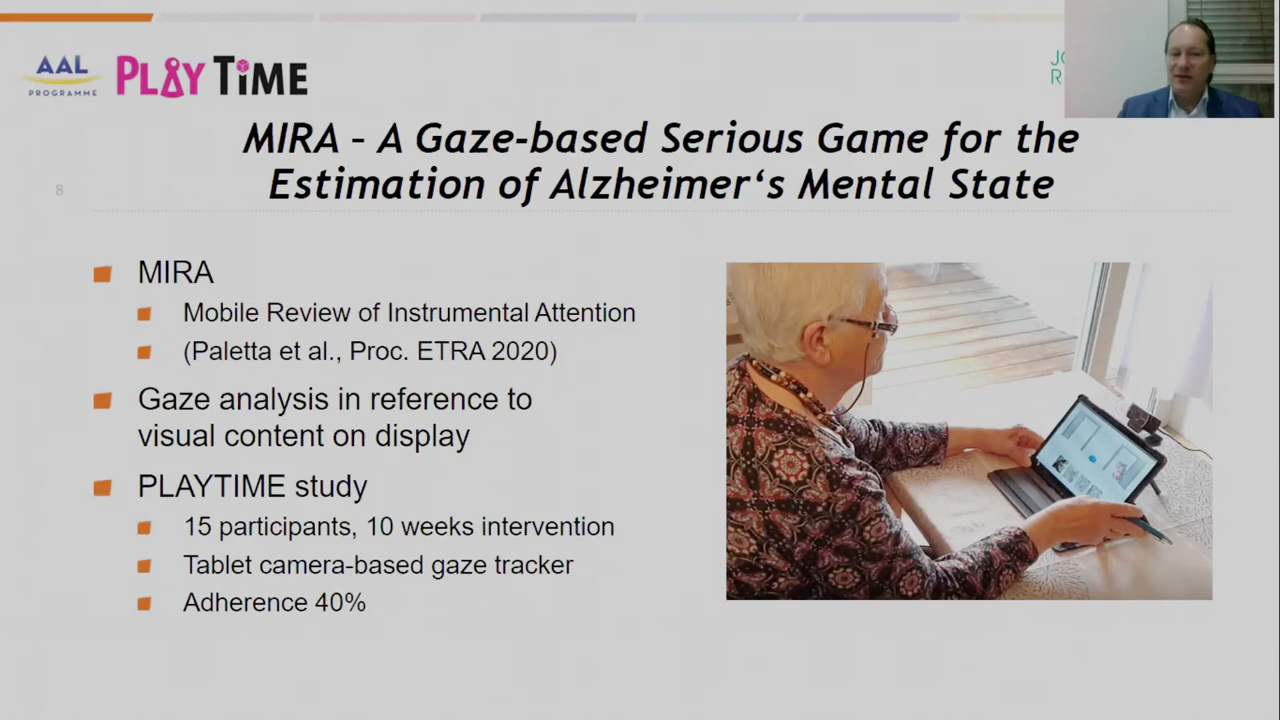 AAL
PROGRAMME
PLAYTIME
MIRA – A Gaze-based Serious Game for the
Estimation of Alzheimer‘s Mental State
8
MIRA
Mobile Review of Instrumental Attention
(Paletta et al., Proc. ETRA 2020)
Gaze analysis in reference to
visual content on display
PLAYTIME study
15 participants, 10 weeks intervention
Tablet camera-based gaze tracker
Adherence 40%